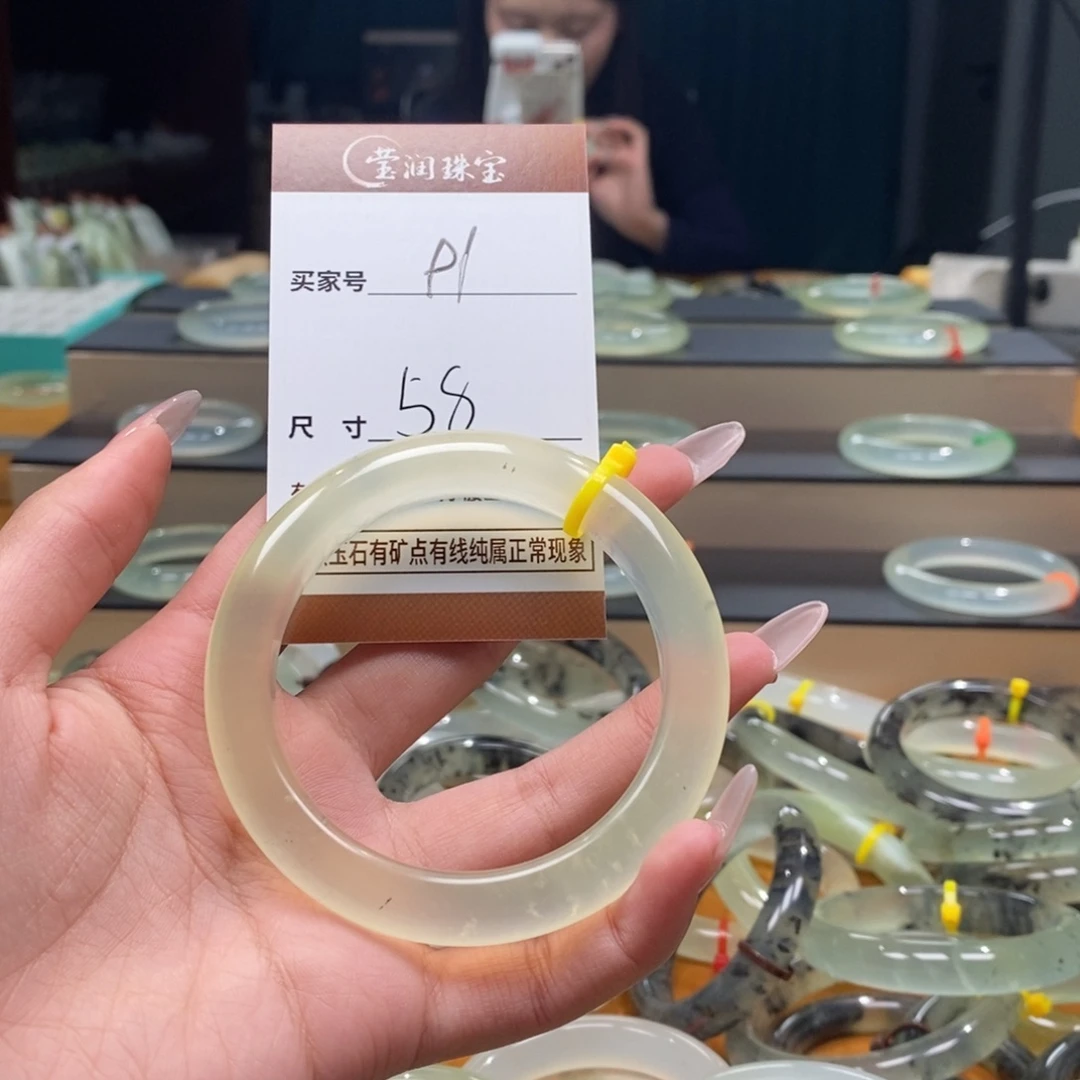 莹润珠宝
买家号 P1
尺 寸 58
玉石有矿点有线纯属正常现象